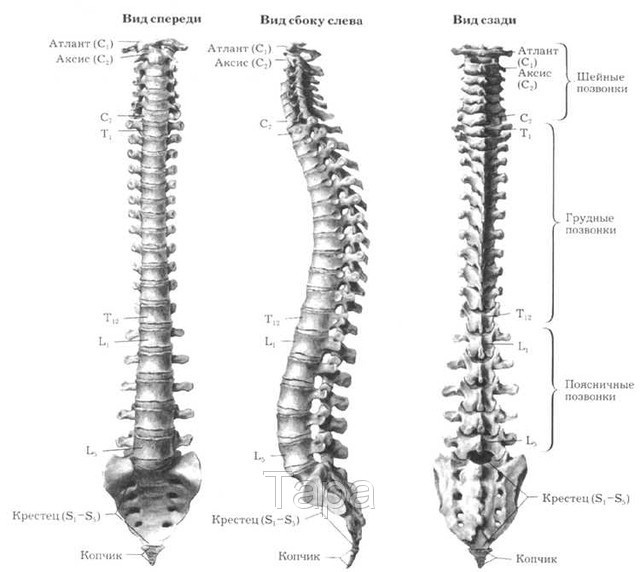 Вид спереди
Атлант (C₁)
Аксис (C₂)
C₇
T₁
T₁₂
L₁
L₅
Крестец (S₁–S₅)
Копчик
Вид сбоку слева
Атлант (C₁)
Аксис (C₂)
C₇
T₁₂
L₁
L₅
Крестец (S₁–S₅)
Копчик
Вид сзади
Атлант
(C₁)
Аксис
(C₂)
C₇
T₁
T₁₂
L₁
L₅
Крестец (S₁–S₅)
Копчик
Шейные
позвонки
Грудные
позвонки
Поясничные
позвонки
Тара